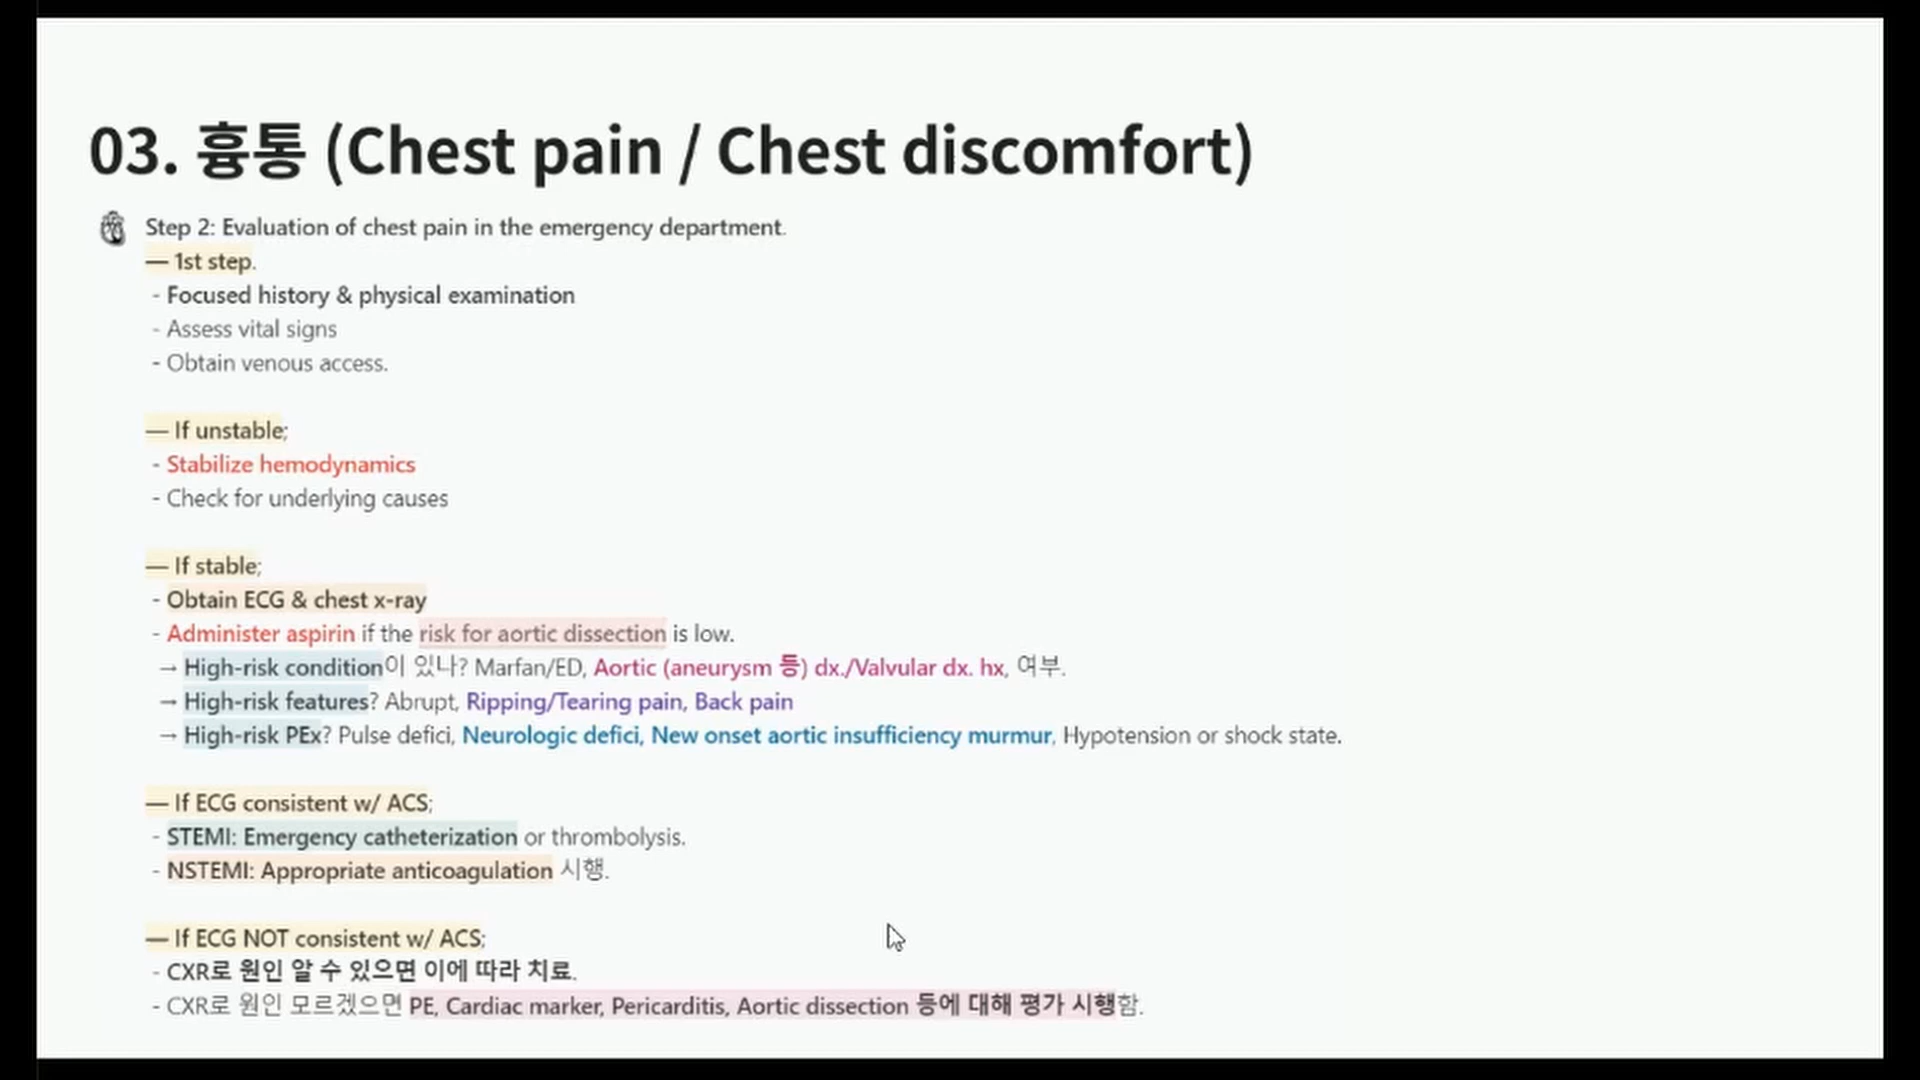 03. 흉통 (Chest pain / Chest discomfort)
Step 2: Evaluation of chest pain in the emergency department.
— 1st step.
- Focused history & physical examination
- Assess vital signs
- Obtain venous access.
— If unstable;
- Stabilize hemodynamics
- Check for underlying causes
— If stable;
- Obtain ECG & chest x-ray
- Administer aspirin if the risk for aortic dissection is low.
→ High-risk condition이 있나? Marfan/ED, Aortic (aneurysm 등) dx./Valvular dx. hx, 여부.
→ High-risk features? Abrupt, Ripping/Tearing pain, Back pain
→ High-risk PEx? Pulse defici, Neurologic defici, New onset aortic insufficiency murmur, Hypotension or shock state.
— If ECG consistent w/ ACS;
- STEMI: Emergency catheterization or thrombolysis.
- NSTEMI: Appropriate anticoagulation 시행.
— If ECG NOT consistent w/ ACS;
- CXR로 원인 알 수 있으면 이에 따라 치료.
- CXR로 원인 모르겠으면 PE, Cardiac marker, Pericarditis, Aortic dissection 등에 대해 평가 시행함.